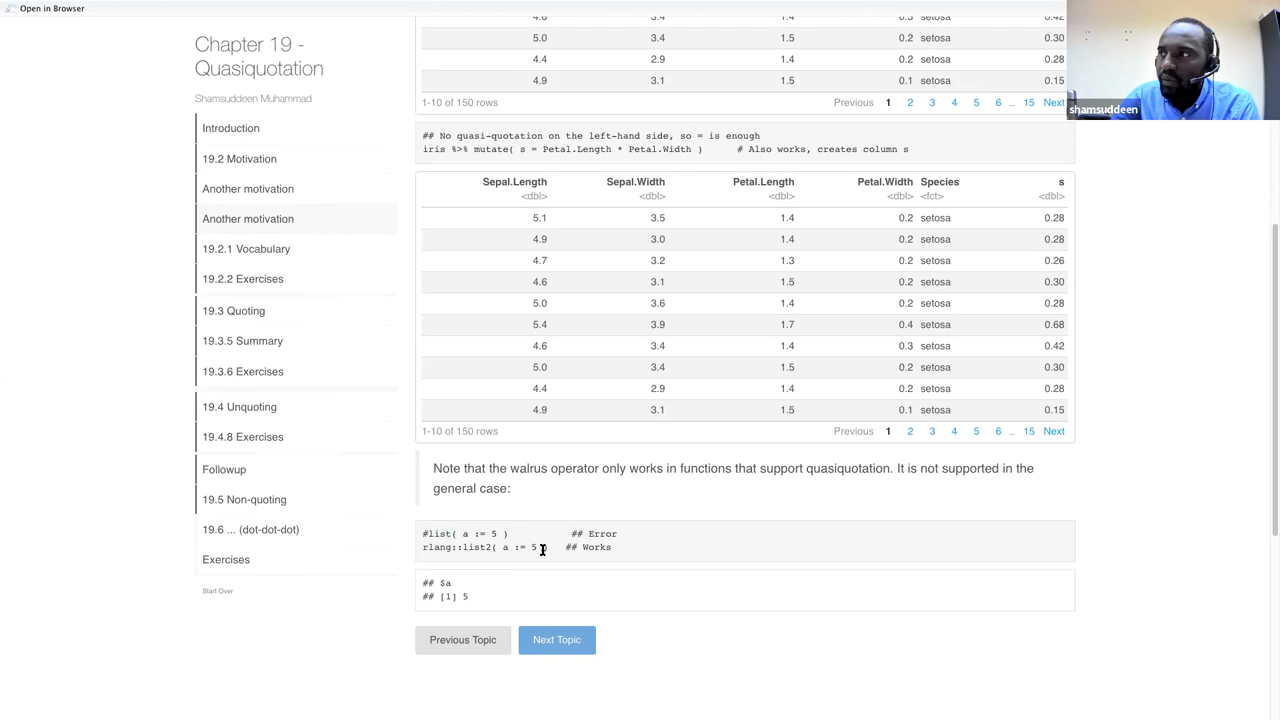 Open in Browser
Chapter 19 -
Quasiquotation
Shamsuddeen Muhammad
Introduction
19.2 Motivation
Another motivation
Another motivation
19.2.1 Vocabulary
19.2.2 Exercises
19.3 Quoting
19.3.5 Summary
19.3.6 Exercises
19.4 Unquoting
19.4.8 Exercises
Followup
19.5 Non-quoting
19.6 ... (dot-dot-dot)
Exercises
Start Over
4.6 3.4 1.4 0.3 setosa 0.42
5.0 3.4 1.5 0.2 setosa 0.30
4.4 2.9 1.4 0.2 setosa 0.28
4.9 3.1 1.5 0.1 setosa 0.15
1-10 of 150 rows Previous 1 2 3 4 5 6 ... 15 Next
shamsuddeen
## No quasi-quotation on the left-hand side, so = is enough
iris %>% mutate( s = Petal.Length * Petal.Width ) # Also works, creates column s
Sepal.Length Sepal.Width Petal.Length Petal.Width Species s
<dbl> <dbl> <dbl> <dbl> <fct> <dbl>
5.1 3.5 1.4 0.2 setosa 0.28
4.9 3.0 1.4 0.2 setosa 0.28
4.7 3.2 1.3 0.2 setosa 0.26
4.6 3.1 1.5 0.2 setosa 0.30
5.0 3.6 1.4 0.2 setosa 0.28
5.4 3.9 1.7 0.4 setosa 0.68
4.6 3.4 1.4 0.3 setosa 0.42
5.0 3.4 1.5 0.2 setosa 0.30
4.4 2.9 1.4 0.2 setosa 0.28
4.9 3.1 1.5 0.1 setosa 0.15
1-10 of 150 rows Previous 1 2 3 4 5 6 ... 15 Next
Note that the walrus operator only works in functions that support quasiquotation. It is not supported in the
general case:
#list( a := 5 ) ## Error
rlang::list2( a := 5 ) ## Works
## $a
## [1] 5
Previous Topic Next Topic